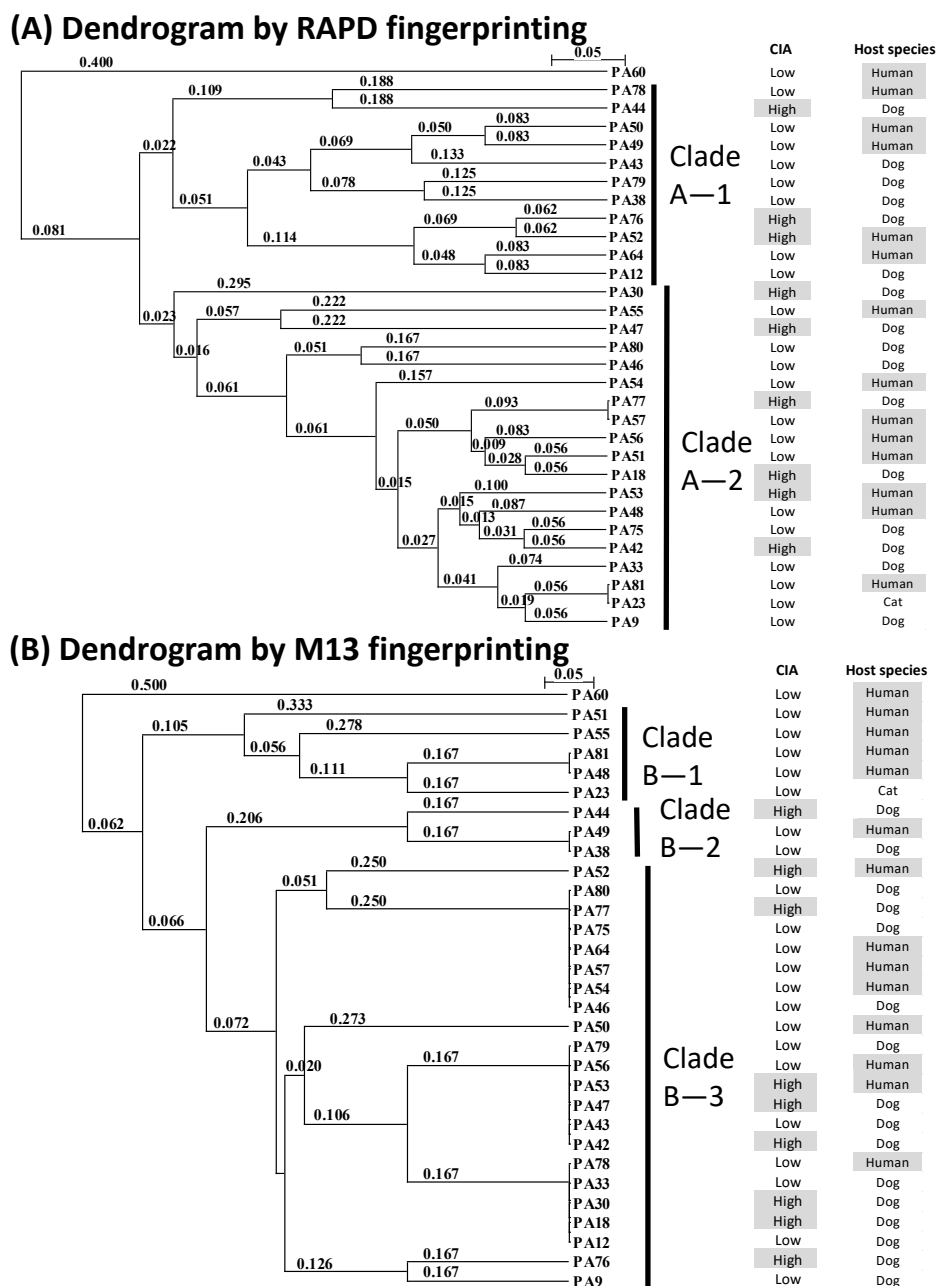 (A) Dendrogram by RAPD fingerprinting
0.05 CIA Host species
0.400 PA60 Low Human
0.188 PA78 Low Human
0.109
0.188 PA44 High Dog
0.083 PA50 Low Human
0.050
0.069 0.083 PA49 Low Human
0.022
0.043 0.133 PA43 Low Dog
0.125 PA79 Low Dog
0.078
0.125 PA38 Low Dog
0.051
0.062 PA76 High Dog
0.069
0.062 PA52 High Human
0.081
0.114
0.083 PA64 Low Human
0.048
0.083 PA12 Low Dog
Clade
A—1
0.295 PA30 High Dog
0.222 PA55 Low Human
0.023 0.057
0.222 PA47 High Dog
0.167 PA80 Low Dog
0.016 0.051
0.167 PA46 Low Dog
0.157 PA54 Low Human
0.061
0.093 PA77 High Dog
PA57 Low Human
0.061 0.050
0.083 PA56 Low Human
0.009
0.056 PA51 Low Human
0.028
0.056 PA18 High Dog
0.015
0.100 PA53 High Human
0.015
0.087 PA48 Low Human
0.013
0.056 PA75 Low Dog
0.031
0.056 PA42 High Dog
0.027
0.074 PA33 Low Dog
0.041
0.056 PA81 Low Human
0.019 PA23 Low Cat
0.056 PA9 Low Dog
Clade
A—2
(B) Dendrogram by M13 fingerprinting
0.05 CIA Host species
0.500 PA60 Low Human
0.333 PA51 Low Human
0.105
0.278 PA55 Low Human
0.056
0.167 PA81 Low Human
0.111 PA48 Low Human
0.167 PA23 Low Cat
Clade
B—1
0.167 PA44 High Dog
0.062 0.206
0.167 PA49 Low Human
PA38 Low Dog
Clade
B—2
0.250 PA52 High Human
0.051 PA80 Low Dog
0.250 PA77 High Dog
0.066
PA75 Low Dog
PA64 Low Human
PA57 Low Human
PA54 Low Human
PA46 Low Dog
0.072 0.273 PA50 Low Human
PA79 Low Dog
0.020 0.167 PA56 Low Human
PA53 High Human
PA47 High Dog
0.106
PA43 Low Dog
PA42 High Dog
PA78 Low Human
0.167 PA33 Low Dog
PA30 High Dog
PA18 High Dog
PA12 Low Dog
0.167 PA76 High Dog
0.126
0.167 PA9 Low Dog
Clade
B—3